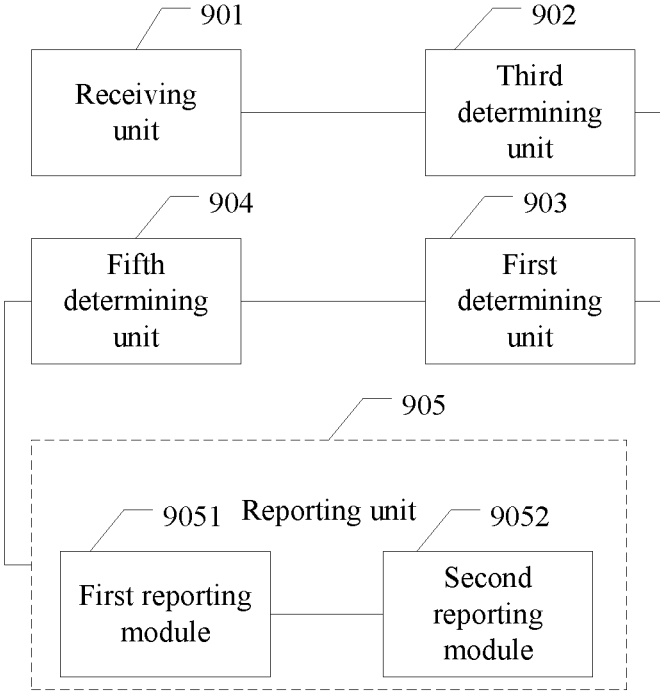 901
Receiving
unit
902
Third
determining
unit
904
Fifth
determining
unit
903
First
determining
unit
905
Reporting unit
9051
First reporting
module
9052
Second
reporting
module